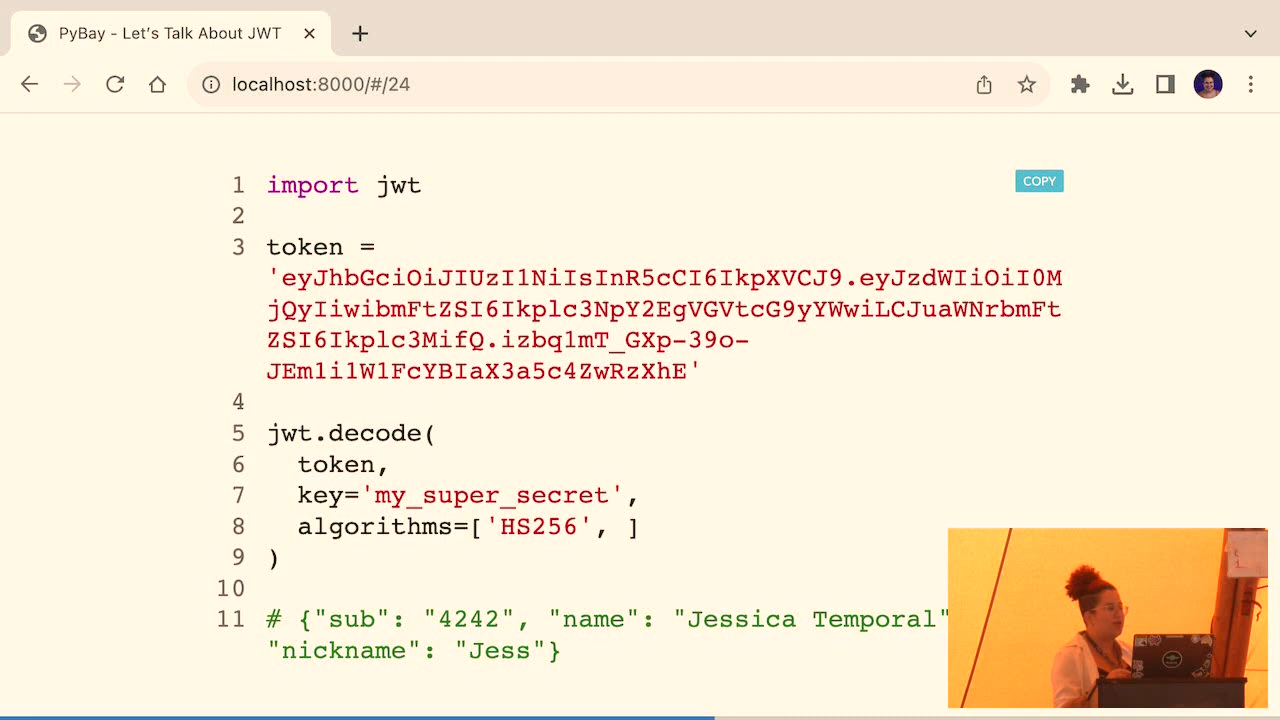 PyBay - Let's Talk About JWT
localhost:8000/#/24
COPY
1 import jwt
2
3 token =
'eyJhbGciOiJIUzI1NiIsInR5cCI6IkpXVCJ9.eyJzdWIiOiI0M
jQyIiwibmFtZSI6Ikplc3NpY2EgVGVtcG9yYWwiLCJuaWNrbmFt
ZSI6Ikplc3MifQ.izbq1mT_GXp-39o-
JEm1i1W1FcYBIaX3a5c4ZwRzXhE'
4
5 jwt.decode(
6   token,
7   key='my_super_secret',
8   algorithms=['HS256', ]
9 )
10
11 # {"sub": "4242", "name": "Jessica Temporal"
"nickname": "Jess"}